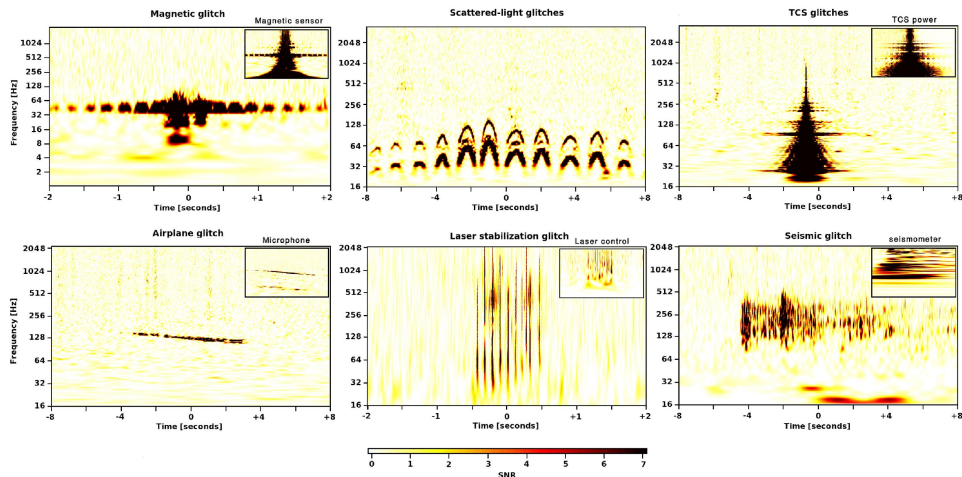 Magnetic glitch
Magnetic sensor
Frequency [Hz]
1024
512
256
128
64
32
16
8
4
2
-2 -1 0 +1 +2
Time [seconds]
Scattered-light glitches
2048
1024
512
256
128
64
32
16
-8 -4 0 +4 +8
Time [seconds]
TCS glitches
TCS power
2048
1024
512
256
128
64
32
16
-8 -4 0 +4 +8
Time [seconds]
Airplane glitch
Microphone
Frequency [Hz]
2048
1024
512
256
128
64
32
16
-8 -4 0 +4 +8
Time [seconds]
Laser stabilization glitch
Laser control
2048
1024
512
256
128
64
32
16
-2 -1 0 +1 +2
Time [seconds]
Seismic glitch
seismometer
2048
1024
512
256
128
64
32
16
-8 -4 0 +4 +8
Time [seconds]
0 1 2 3 4 5 6 7
SNR